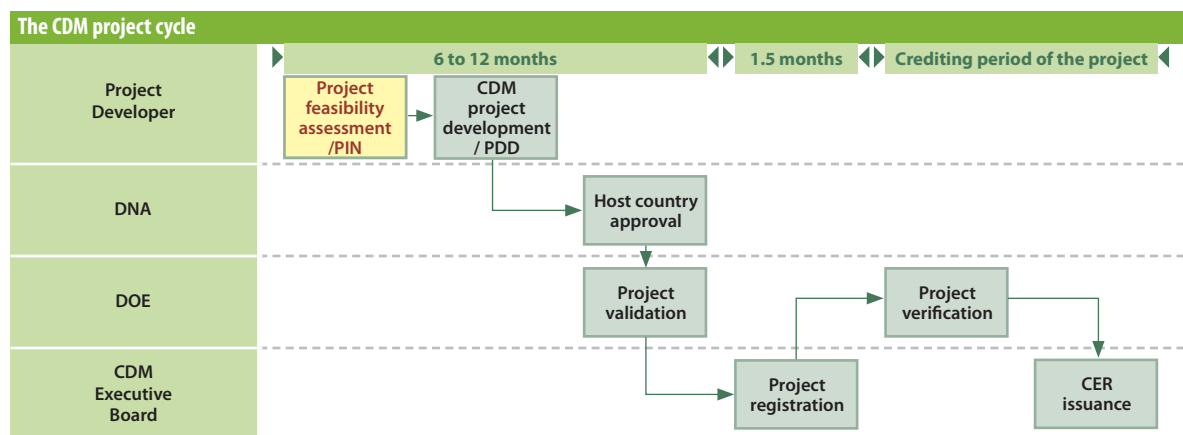 The CDM project cycle
6 to 12 months
1.5 months
Crediting period of the project
Project
Developer
Project
feasibility
assessment
/PIN
CDM
project
development
/ PDD
DNA
Host country
approval
DOE
Project
validation
Project
verification
CDM
Executive
Board
Project
registration
CER
issuance